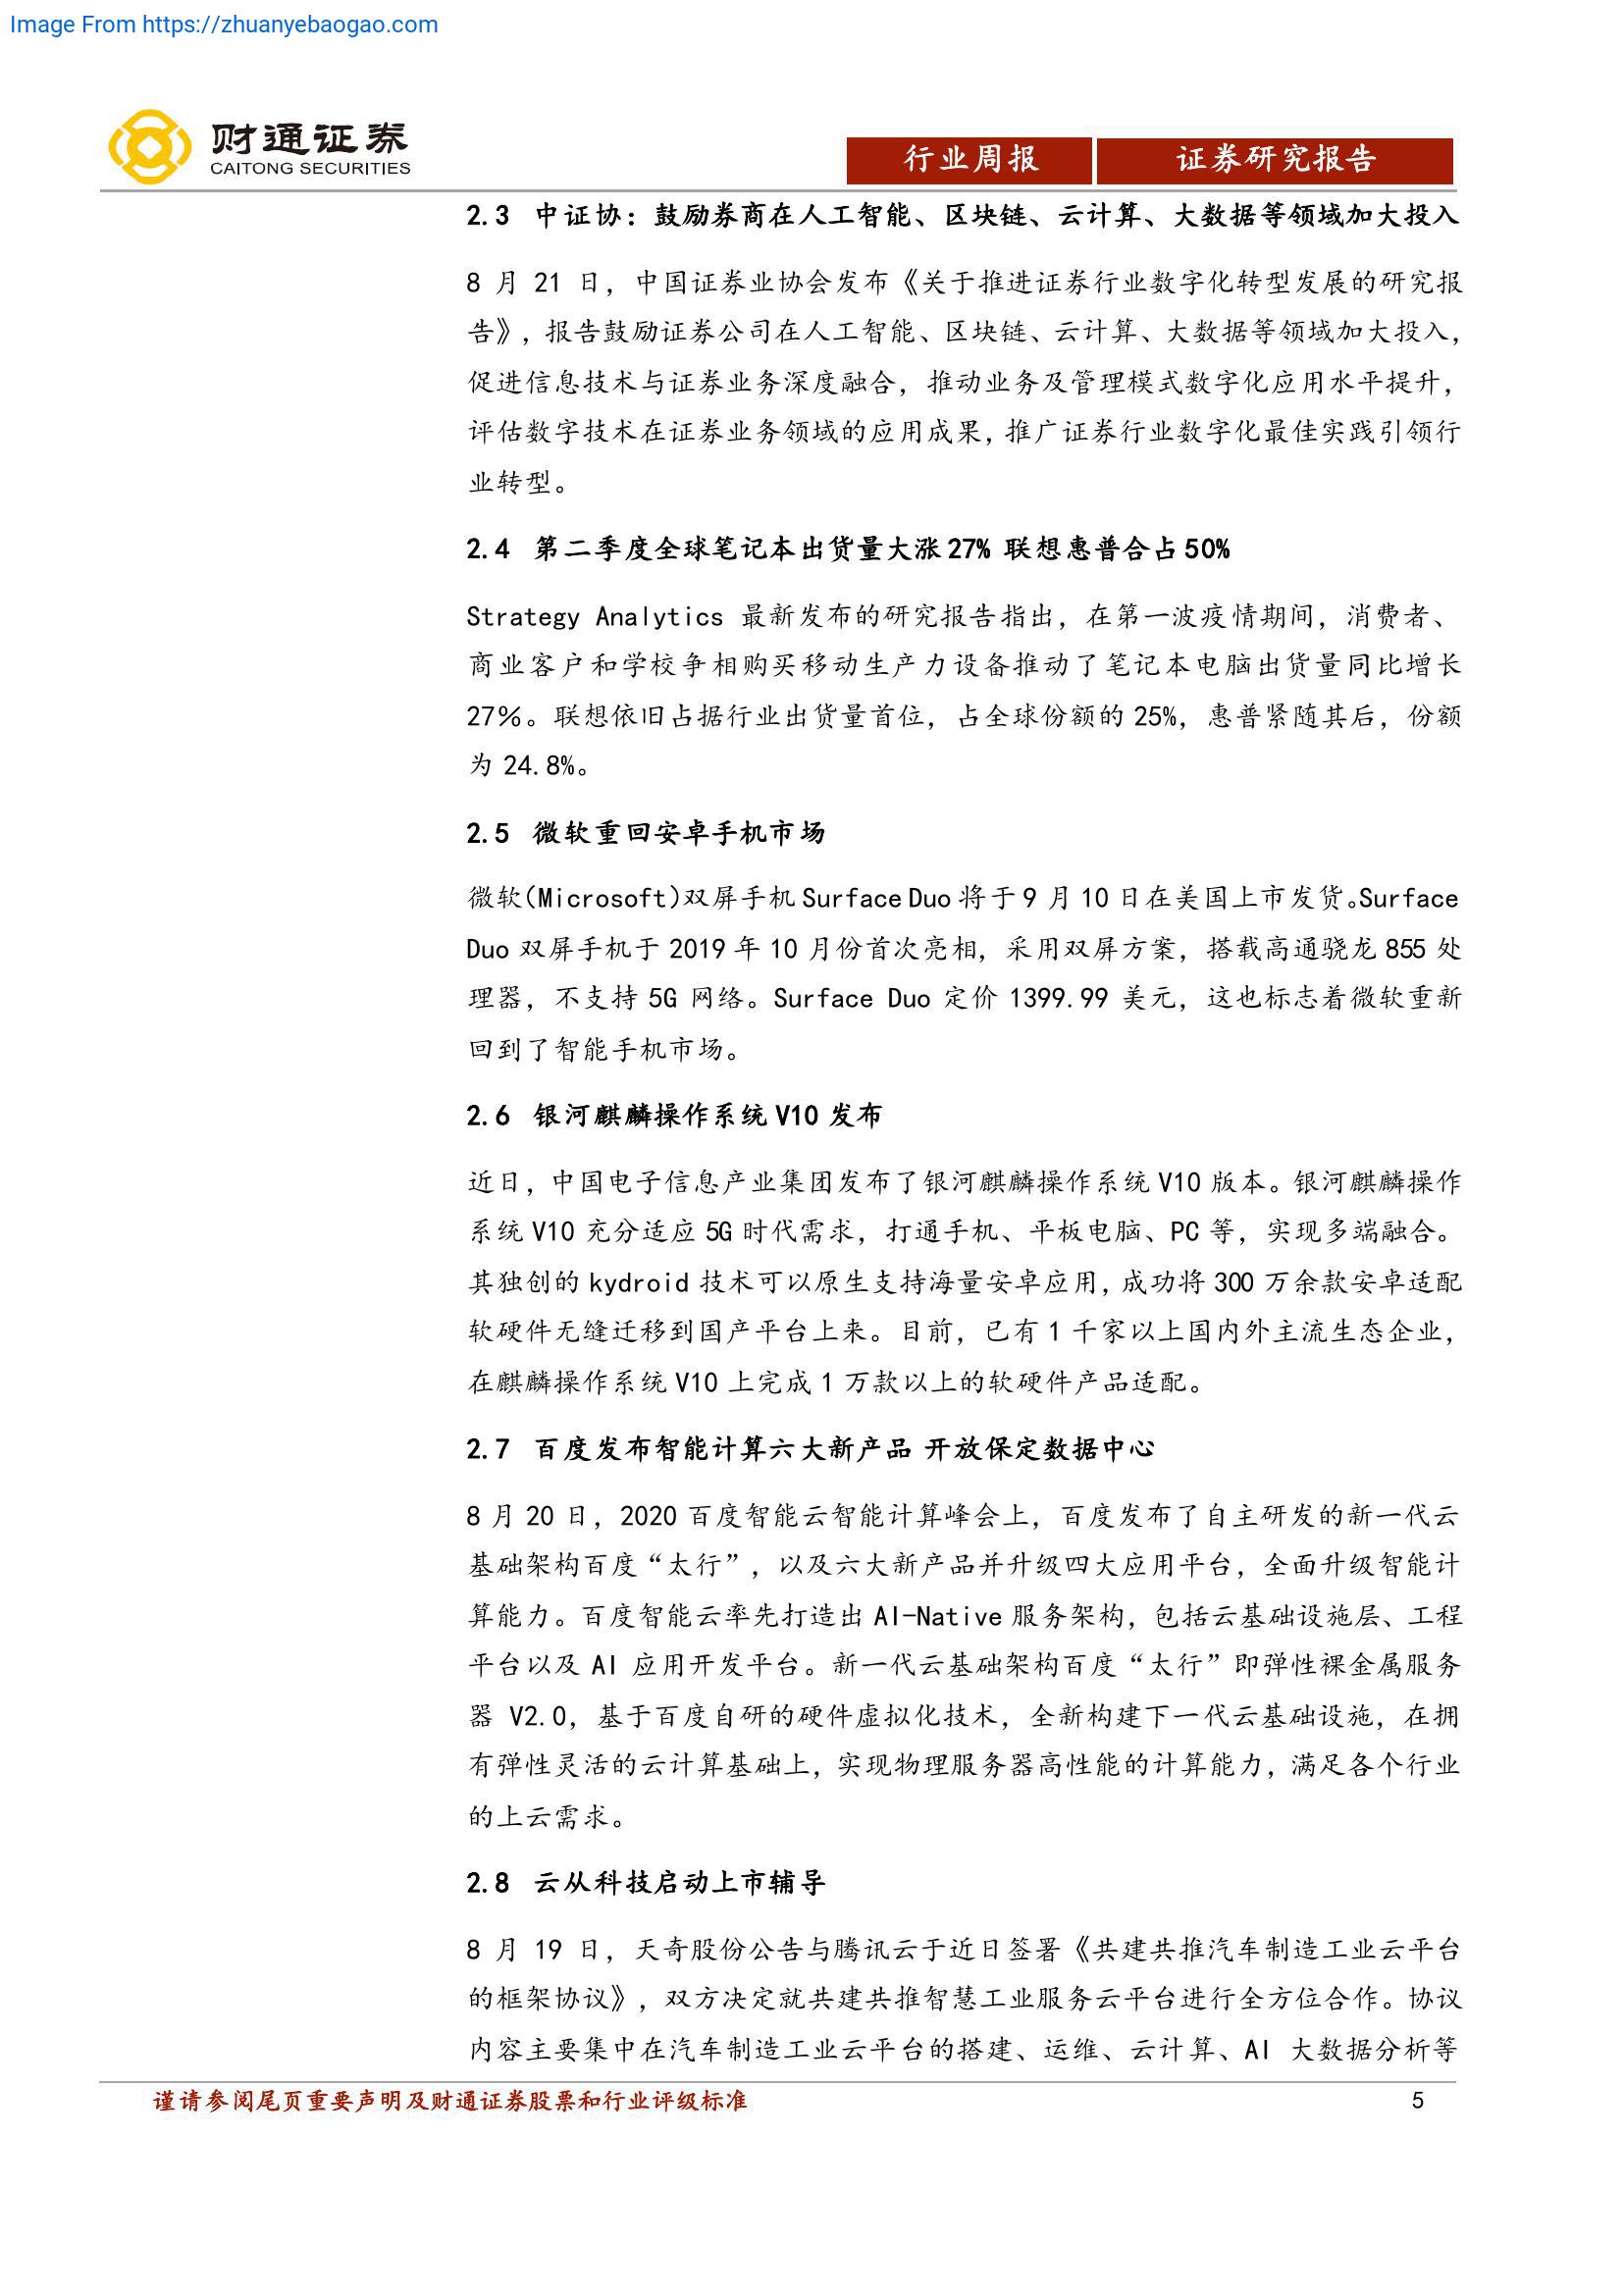 Image From https://zhuanyebaogao.com
财通证券
CAITONG SECURITIES
行业周报
证券研究报告
2.3 中证协：鼓励券商在人工智能、区块链、云计算、大数据等领域加大投入
8 月 21 日，中国证券业协会发布《关于推进证券行业数字化转型发展的研究报
告》，报告鼓励证券公司在人工智能、区块链、云计算、大数据等领域加大投入，
促进信息技术与证券业务深度融合，推动业务及管理模式数字化应用水平提升，
评估数字技术在证券业务领域的应用成果，推广证券行业数字化最佳实践引领行
业转型。
2.4 第二季度全球笔记本出货量大涨 27% 联想惠普合占 50%
Strategy Analytics 最新发布的研究报告指出，在第一波疫情期间，消费者、
商业客户和学校争相购买移动生产力设备推动了笔记本电脑出货量同比增长
27％。联想依旧占据行业出货量首位，占全球份额的 25%，惠普紧随其后，份额
为 24.8%。
2.5 微软重回安卓手机市场
微软(Microsoft)双屏手机 Surface Duo 将于 9 月 10 日在美国上市发货。Surface
Duo 双屏手机于 2019 年 10 月份首次亮相，采用双屏方案，搭载高通骁龙 855 处
理器，不支持 5G 网络。Surface Duo 定价 1399.99 美元，这也标志着微软重新
回到了智能手机市场。
2.6 银河麒麟操作系统 V10 发布
近日，中国电子信息产业集团发布了银河麒麟操作系统 V10 版本。银河麒麟操作
系统 V10 充分适应 5G 时代需求，打通手机、平板电脑、PC 等，实现多端融合。
其独创的 kydroid 技术可以原生支持海量安卓应用，成功将 300 万余款安卓适配
软硬件无缝迁移到国产平台上来。目前，已有 1 千家以上国内外主流生态企业，
在麒麟操作系统 V10 上完成 1 万款以上的软硬件产品适配。
2.7 百度发布智能计算六大新产品 开放保定数据中心
8 月 20 日，2020 百度智能云智能计算峰会上，百度发布了自主研发的新一代云
基础架构百度“太行”，以及六大新产品并升级四大应用平台，全面升级智能计
算能力。百度智能云率先打造出 AI-Native 服务架构，包括云基础设施层、工程
平台以及 AI 应用开发平台。新一代云基础架构百度“太行”即弹性裸金属服务
器 V2.0，基于百度自研的硬件虚拟化技术，全新构建下一代云基础设施，在拥
有弹性灵活的云计算基础上，实现物理服务器高性能的计算能力，满足各个行业
的上云需求。
2.8 云从科技启动上市辅导
8 月 19 日，天奇股份公告与腾讯云于近日签署《共建共推汽车制造工业云平台
的框架协议》，双方决定就共建共推智慧工业服务云平台进行全方位合作。协议
内容主要集中在汽车制造工业云平台的搭建、运维、云计算、AI 大数据分析等
谨请参阅尾页重要声明及财通证券股票和行业评级标准
5